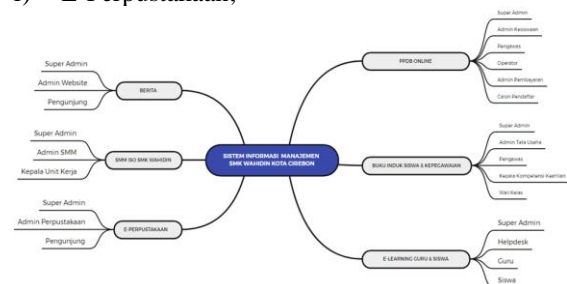 E-Perpustakaan;
Super Admin
Admin Website
Pengunjung
BERITA
Super Admin
Admin SMM
Kepala Unit Kerja
SMM ISO SMK WAHIDIN
Super Admin
Admin Perpustakaan
Pengunjung
E-PERPUSTAKAAN
SISTEM INFORMASI MANAJEMEN
SMK WAHIDIN KOTA CIREBON
PPDB ONLINE
Super Admin
Admin Kesiswaan
Pengawas
Operator
Admin Pembayaran
Calon Pendaftar
BUKU INDUK SISWA & KEPEGAWAIAN
Super Admin
Admin Tata Usaha
Pengawas
Kepala Kompetensi Keahlian
Wali Kelas
E-LEARNING GURU & SISWA
Super Admin
Helpdesk
Guru
Siswa